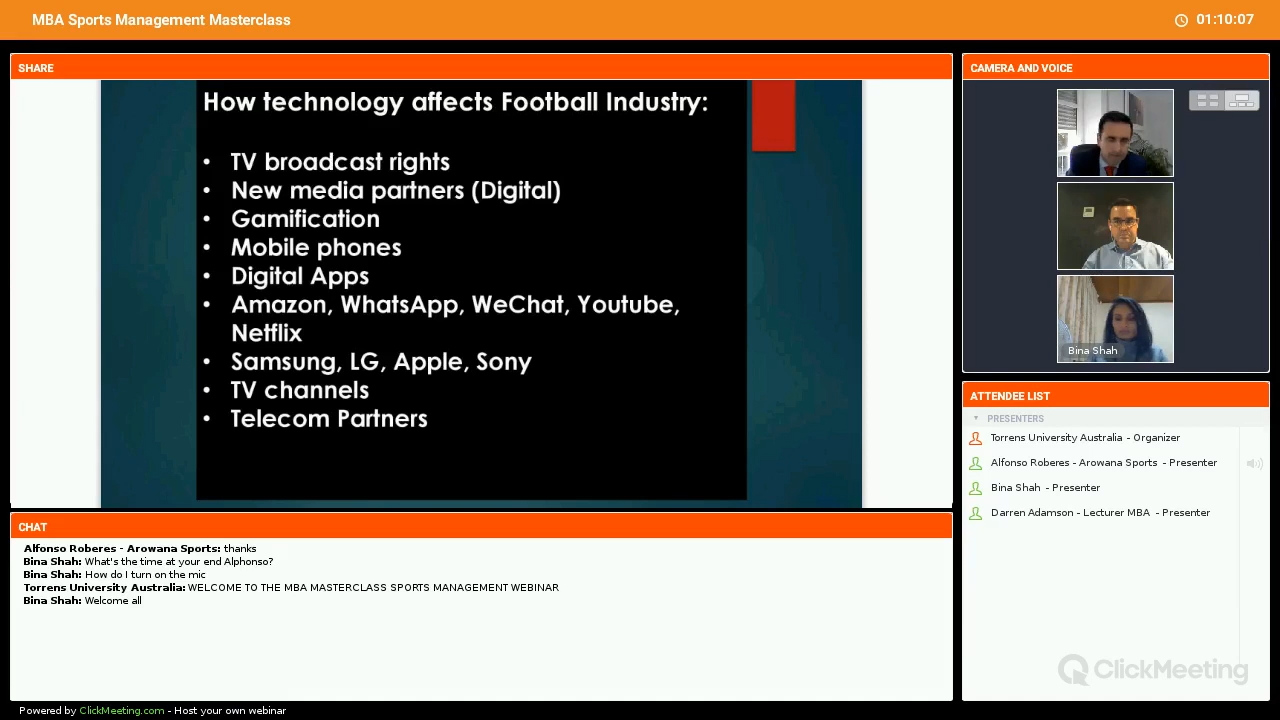 MBA Sports Management Masterclass
01:10:07
SHARE
How technology affects Football Industry:
• TV broadcast rights
• New media partners (Digital)
• Gamification
• Mobile phones
• Digital Apps
• Amazon, WhatsApp, WeChat, Youtube,
Netflix
• Samsung, LG, Apple, Sony
• TV channels
• Telecom Partners
CAMERA AND VOICE
Bina Shah
ATTENDEE LIST
PRESENTERS
Torrens University Australia - Organizer
Alfonso Roberes - Arowana Sports - Presenter
Bina Shah - Presenter
Darren Adamson - Lecturer MBA - Presenter
ClickMeeting
CHAT
Alfonso Roberes - Arowana Sports: thanks
Bina Shah: What's the time at your end Alphonso?
Bina Shah: How do I turn on the mic
Torrens University Australia: WELCOME TO THE MBA MASTERCLASS SPORTS MANAGEMENT WEBINAR
Bina Shah: Welcome all
Powered by ClickMeeting.com - Host your own webinar